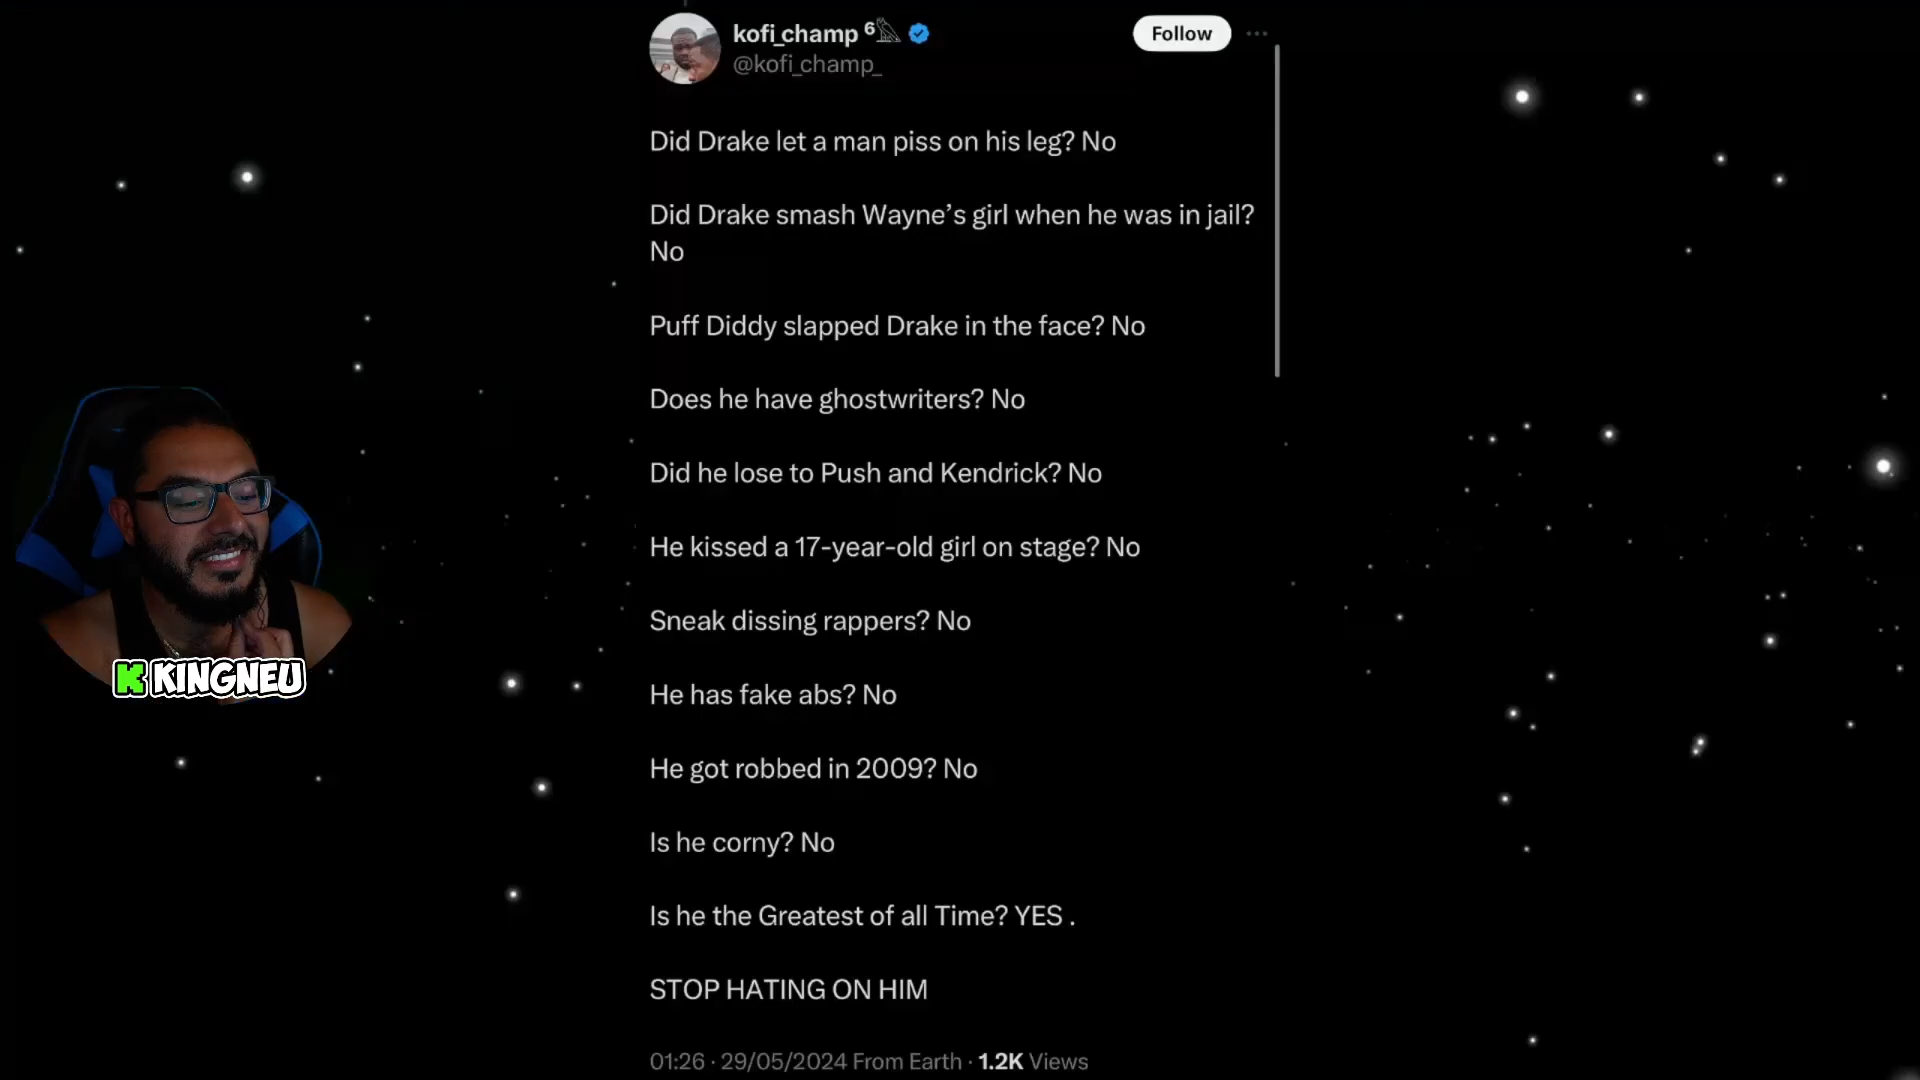 kofi_champ 6
@kofi_champ_
Follow
Did Drake let a man piss on his leg? No
Did Drake smash Wayne’s girl when he was in jail?
No
Puff Diddy slapped Drake in the face? No
Does he have ghostwriters? No
Did he lose to Push and Kendrick? No
He kissed a 17-year-old girl on stage? No
Sneak dissing rappers? No
He has fake abs? No
He got robbed in 2009? No
Is he corny? No
Is he the Greatest of all Time? YES .
STOP HATING ON HIM
01:26 · 29/05/2024 From Earth · 1.2K Views
K KINGNEU